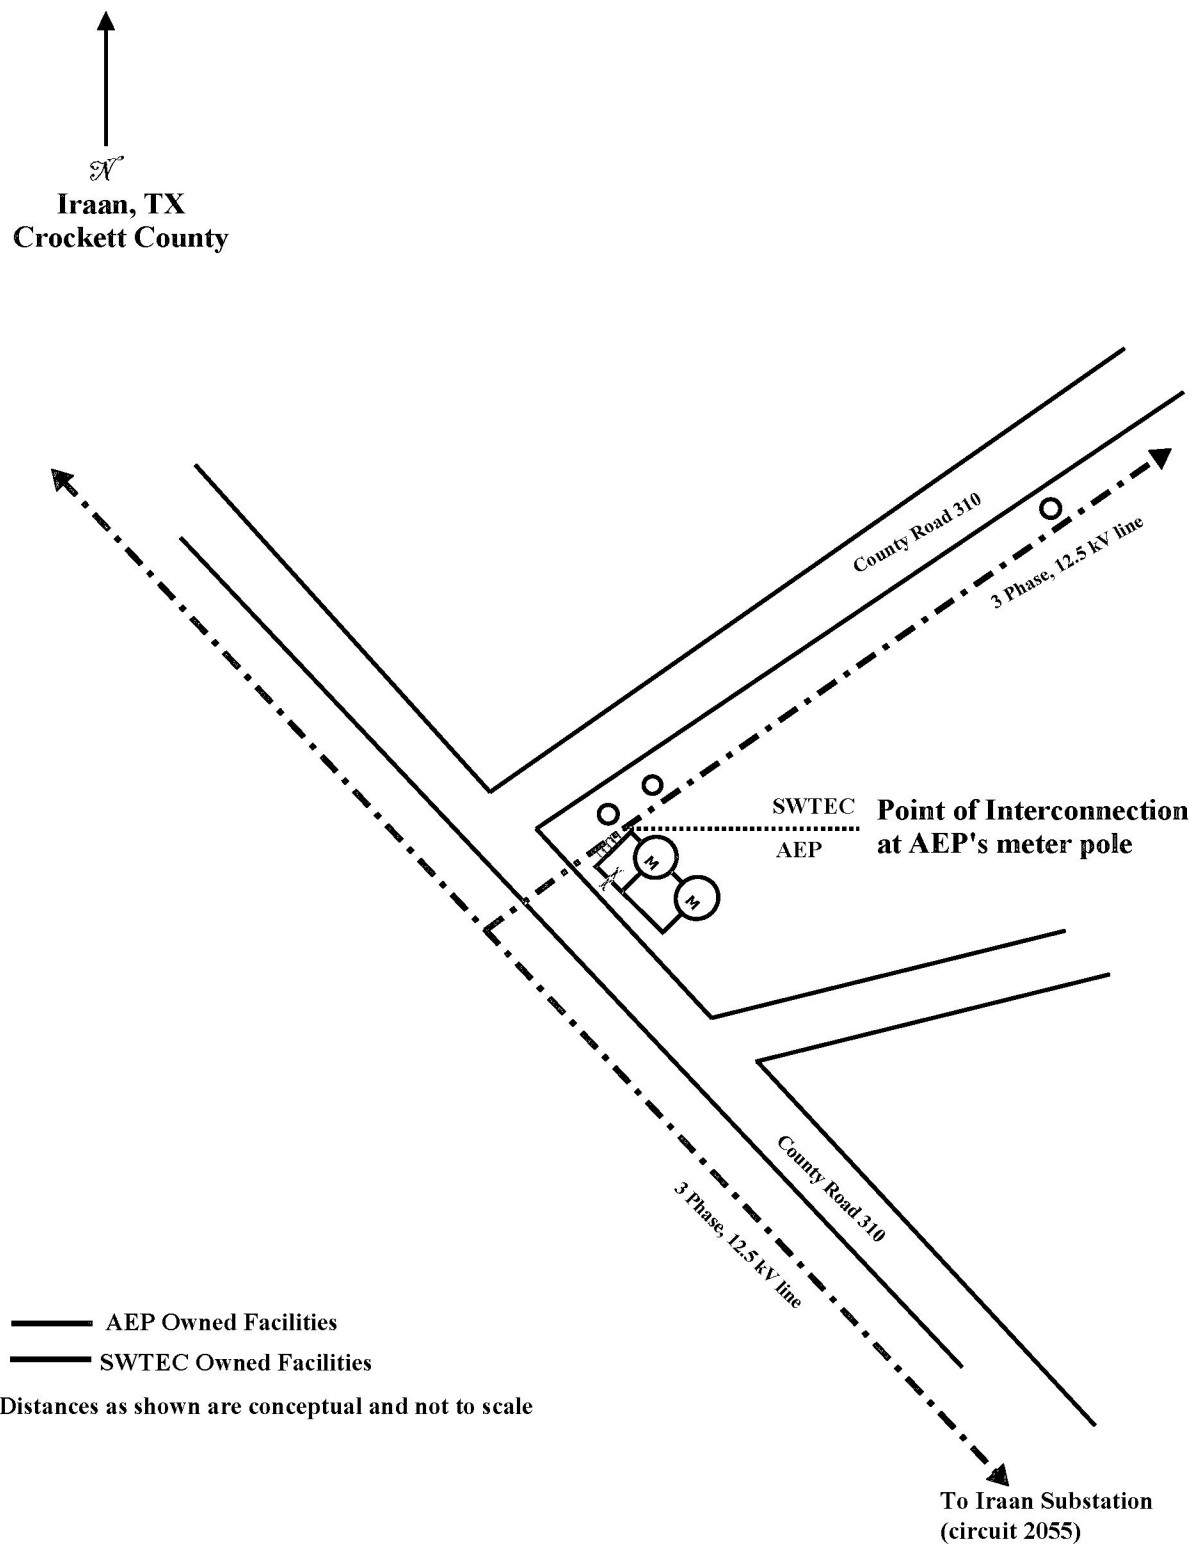 N
Iraan, TX
Crockett County
County Road 310
3 Phase, 12.5 kV line
SWTEC
AEP
Point of Interconnection
at AEP's meter pole
M
M
County Road 310
3 Phase, 12.5 kV line
AEP Owned Facilities
SWTEC Owned Facilities
Distances as shown are conceptual and not to scale
To Iraan Substation
(circuit 2055)